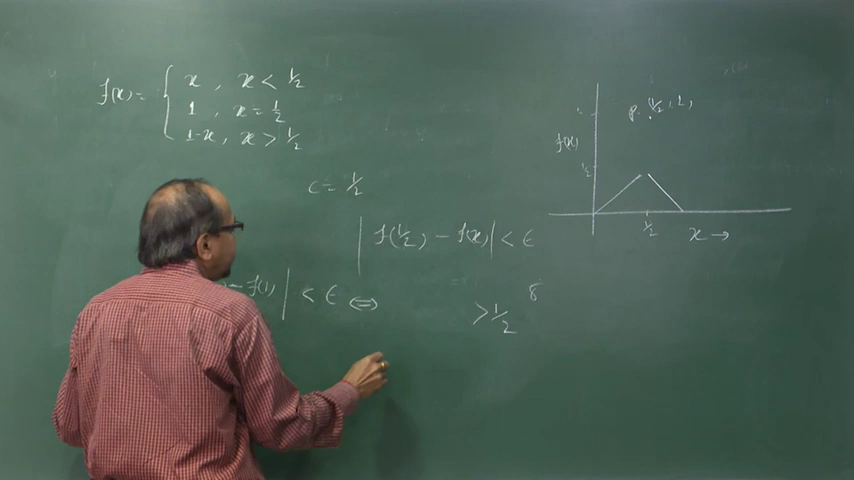 f(x) = { x , x < 1/2
1 , x = 1/2
1-x , x > 1/2
c = 1/2
| f(1/2) - f(x) | < ϵ
- f(1) | < ϵ ⇔
> 1/2
δ
P. (1/2, 1)
f(x)
1/2
1/2
x →